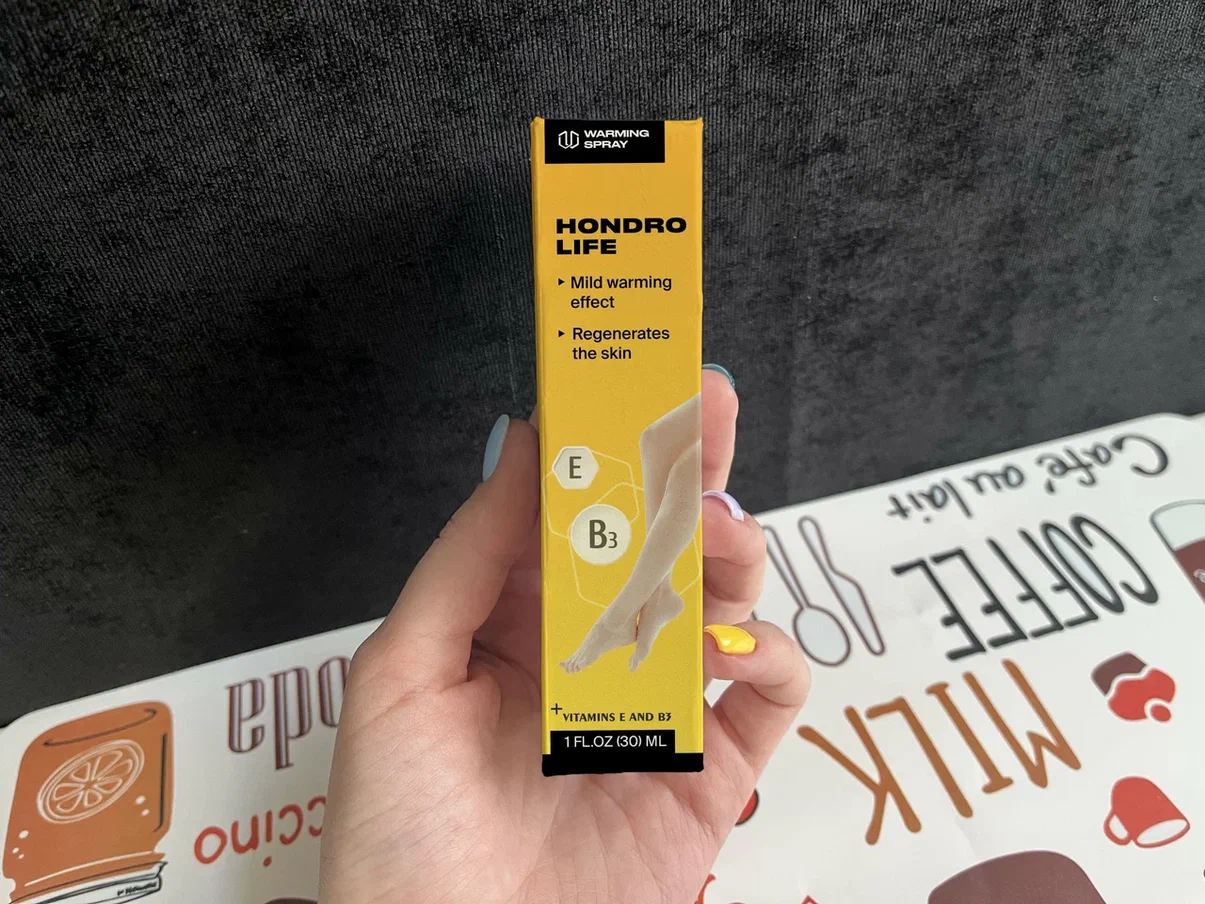 WARMING
SPRAY
HONDRO
LIFE
Mild warming
effect
Regenerates
the skin
E
B3
+ VITAMINS E AND B3
1 FL.OZ (30) ML
Café au lait
COFFEE
MILK
oda
ccino